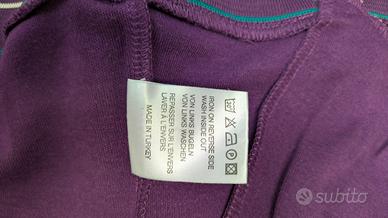 IRON ON REVERSE SIDE
WASH INSIDE OUT
VON LINKS BÜGELN
VON LINKS WASCHEN
REPASSER SUR L'ENVERS
LAVER À L'ENVERS
MADE IN TURKEY
subito